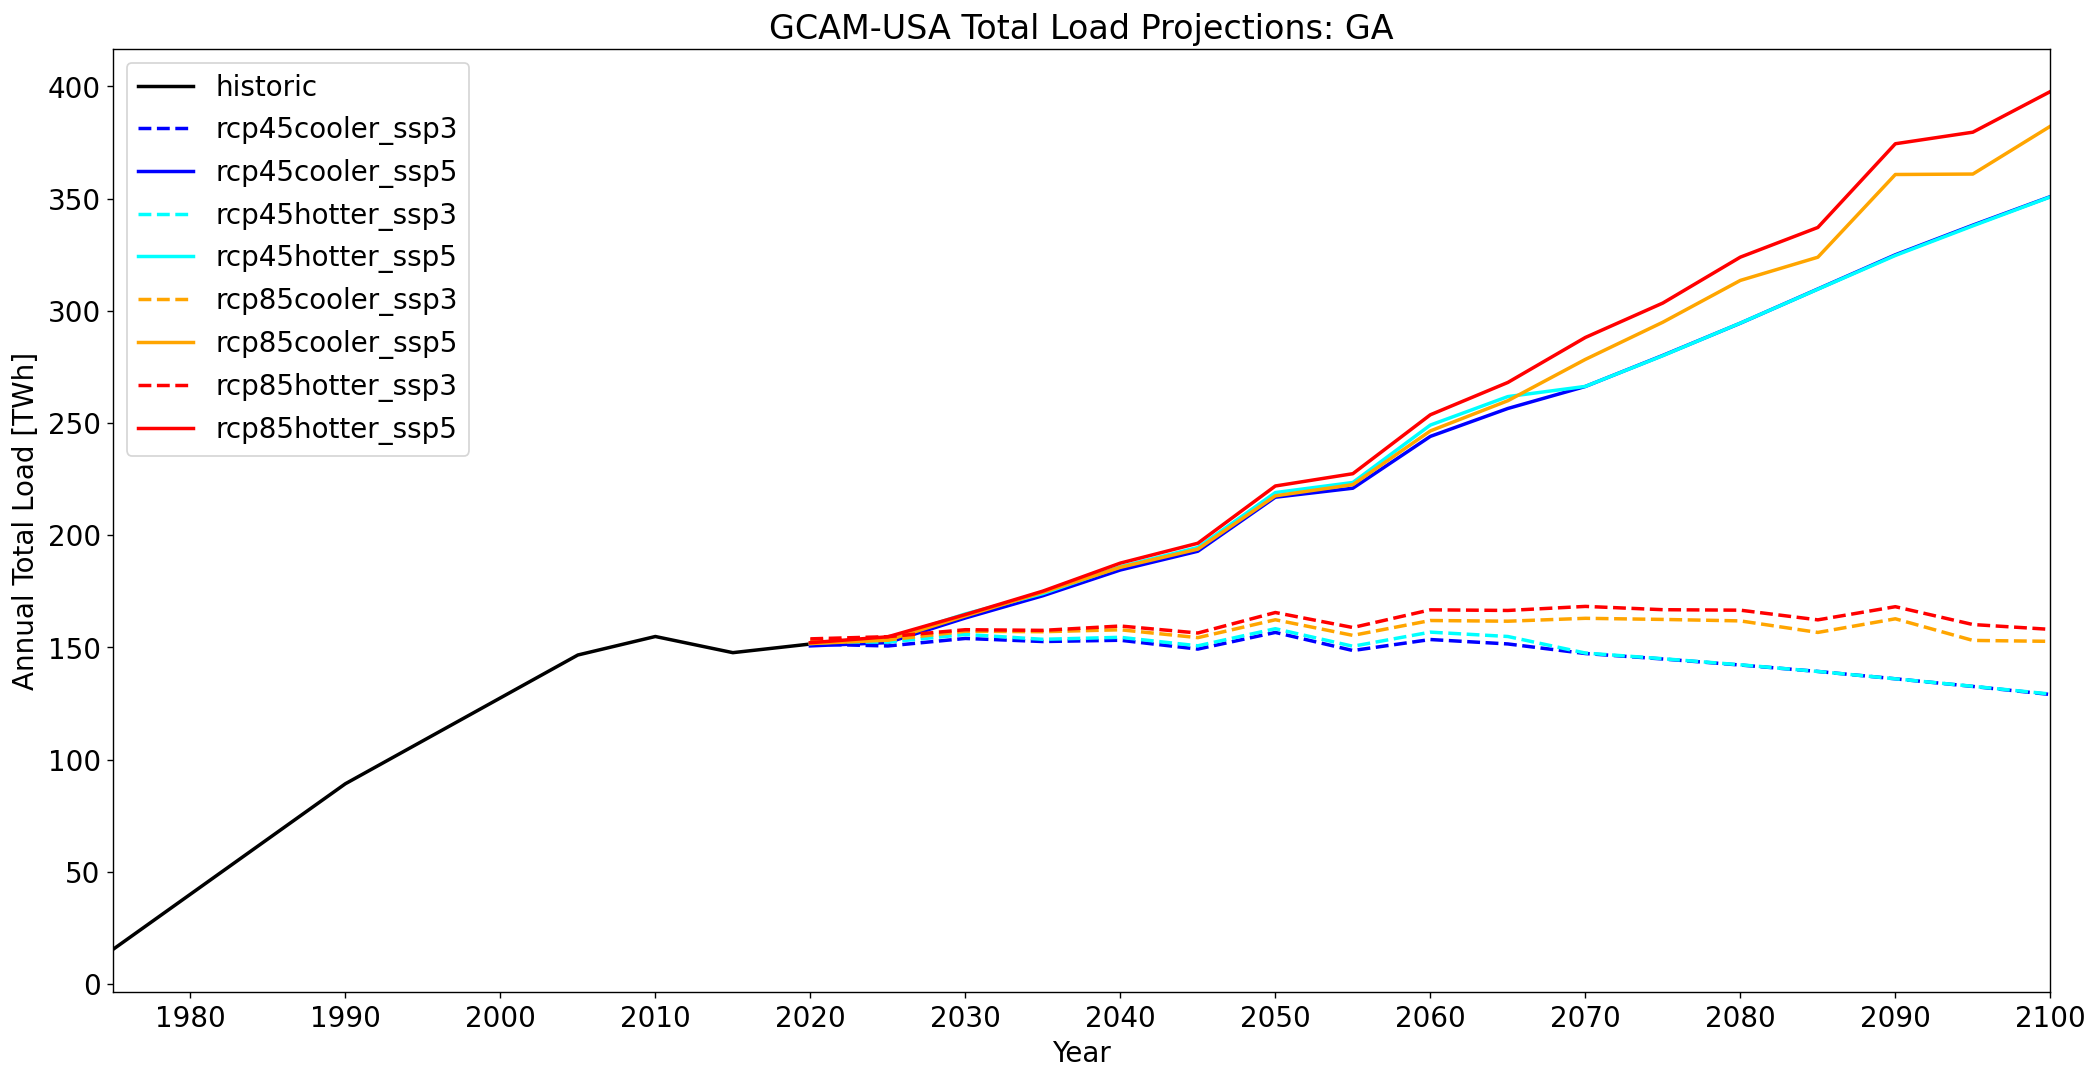 GCAM-USA Total Load Projections: GA
400
350
300
250
200
150
100
50
0
Annual Total Load [TWh]
historic
rcp45cooler_ssp3
rcp45cooler_ssp5
rcp45hotter_ssp3
rcp45hotter_ssp5
rcp85cooler_ssp3
rcp85cooler_ssp5
rcp85hotter_ssp3
rcp85hotter_ssp5
1980 1990 2000 2010 2020 2030 2040 2050 2060 2070 2080 2090 2100
Year